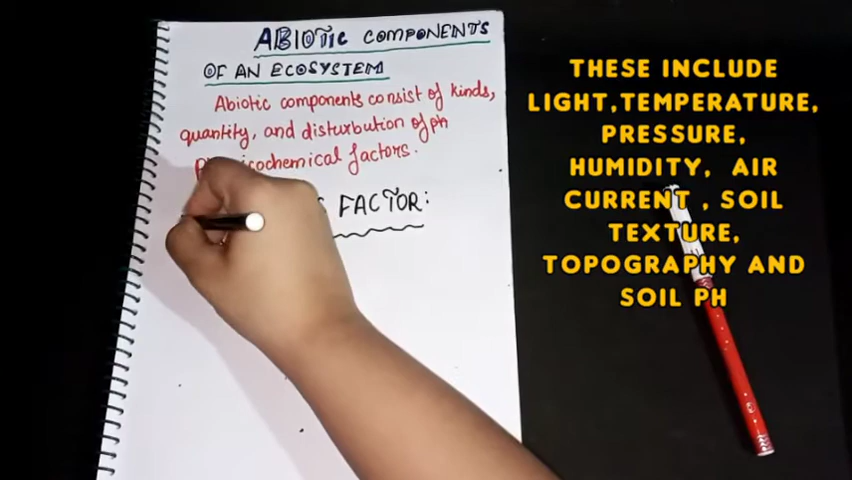 ABIOTIC COMPONENTS
OF AN ECOSYSTEM
Abiotic components consist of kinds,
quantity, and disturbution of ph
icochemical factors.
FACTOR:
THESE INCLUDE
LIGHT,TEMPERATURE,
PRESSURE,
HUMIDITY, AIR
CURRENT , SOIL
TEXTURE,
TOPOGRAPHY AND
SOIL PH